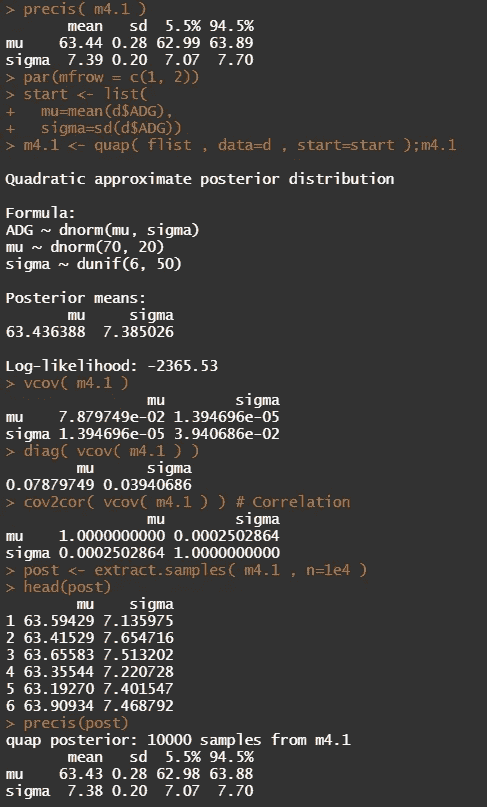 > precis( m4.1 )
mean sd 5.5% 94.5%
mu 63.44 0.28 62.99 63.89
sigma 7.39 0.20 7.07 7.70
> par(mfrow = c(1, 2))
> start <- list(
+ mu=mean(d$ADG),
+ sigma=sd(d$ADG))
> m4.1 <- quap( flist , data=d , start=start );m4.1
Quadratic approximate posterior distribution
Formula:
ADG ~ dnorm(mu, sigma)
mu ~ dnorm(70, 20)
sigma ~ dunif(6, 50)
Posterior means:
mu sigma
63.436388 7.385026
Log-likelihood: -2365.53
> vcov( m4.1 )
mu sigma
mu 7.879749e-02 1.394696e-05
sigma 1.394696e-05 3.940686e-02
> diag( vcov( m4.1 ) )
mu sigma
0.07879749 0.03940686
> cov2cor( vcov( m4.1 ) ) # Correlation
mu sigma
mu 1.0000000000 0.0002502864
sigma 0.0002502864 1.0000000000
> post <- extract.samples( m4.1 , n=1e4 )
> head(post)
mu sigma
1 63.59429 7.135975
2 63.41529 7.654716
3 63.65583 7.513202
4 63.35544 7.220728
5 63.19270 7.401547
6 63.90934 7.468792
> precis(post)
quap posterior: 10000 samples from m4.1
mean sd 5.5% 94.5%
mu 63.43 0.28 62.98 63.88
sigma 7.38 0.20 7.07 7.70